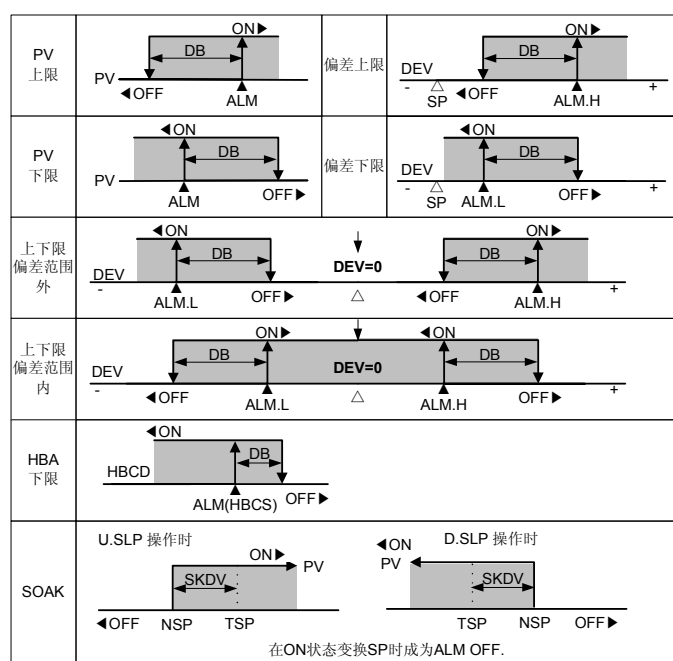 PV
上限
ON▶
DB
PV
◀OFF
ALM
偏差上限
ON▶
DB
DEV
-
+
SP
◀OFF
ALM.H
PV
下限
◀ON
DB
PV
ALM
OFF▶
偏差下限
◀ON
DB
DEV
-
+
SP
ALM.L
OFF▶
上下限
偏差范围
外
◀ON
ON▶
DB
DEV=0
DB
DEV
-
+
ALM.L
OFF▶
◀OFF
ALM.H
上下限
偏差范围
内
ON▶
◀ON
DB
DEV=0
DB
DEV
-
+
◀OFF
ALM.L
ALM.H
OFF▶
HBA
下限
◀ON
DB
HBCD
ALM(HBCS)
OFF▶
SOAK
U.SLP 操作时
ON▶
PV
SKDV
◀OFF
NSP
TSP
D.SLP 操作时
◀ON
PV
SKDV
TSP
NSP
OFF▶
在ON状态变换SP时成为ALM OFF.